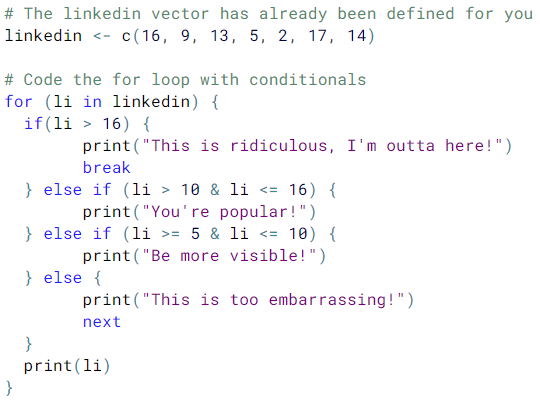 # The linkedin vector has already been defined for you
linkedin <- c(16, 9, 13, 5, 2, 17, 14)

# Code the for loop with conditionals
for (li in linkedin) {
  if(li > 16) {
        print("This is ridiculous, I'm outta here!")
        break
  } else if (li > 10 & li <= 16) {
        print("You're popular!")
  } else if (li >= 5 & li <= 10) {
        print("Be more visible!")
  } else {
        print("This is too embarrassing!")
        next
  }
  print(li)
}